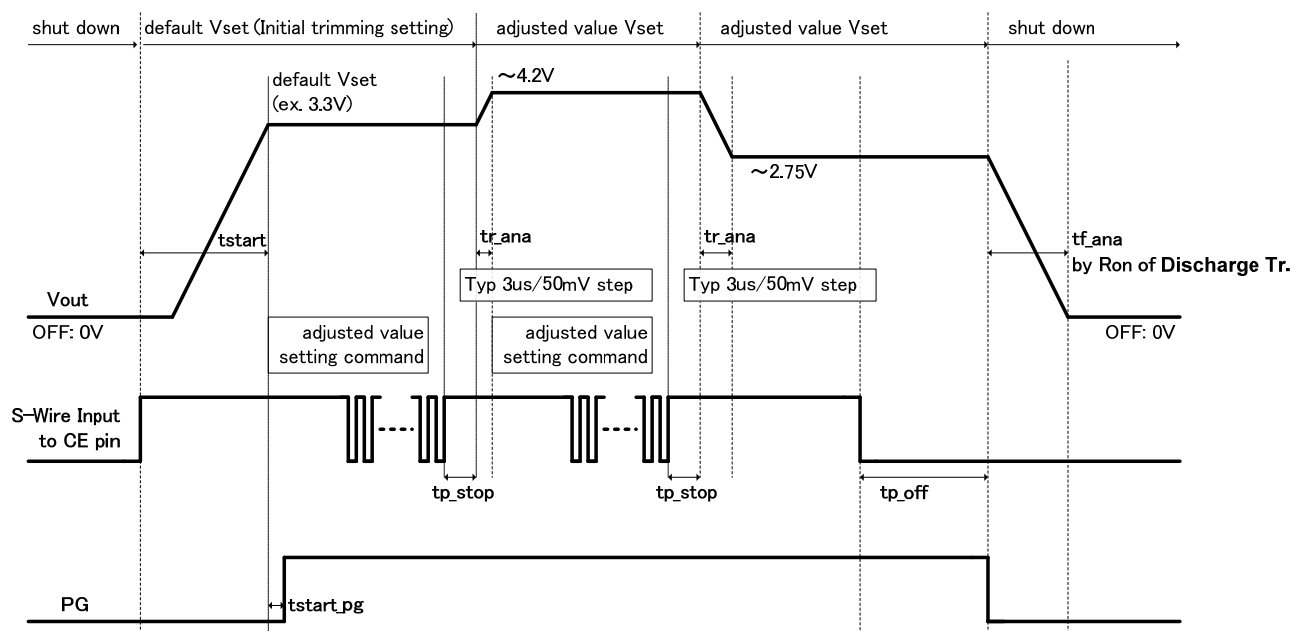 shut down
default Vset (Initial trimming setting)
adjusted value Vset
adjusted value Vset
shut down
default Vset
(ex. 3.3V)
～4.2V
～2.75V
tstart
tr_ana
tr_ana
tf_ana
by Ron of Discharge Tr.
Typ 3us/50mV step
Typ 3us/50mV step
Vout
OFF: 0V
OFF: 0V
adjusted value
setting command
adjusted value
setting command
S-Wire Input
to CE pin
tp_stop
tp_stop
tp_off
PG
tstart_pg